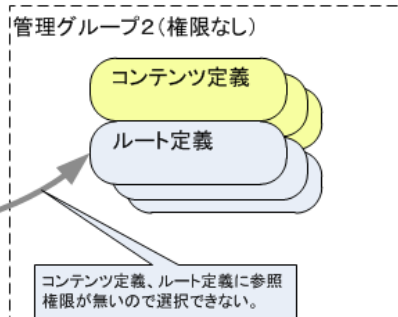 管理グループ2(権限なし)
コンテンツ定義
ルート定義
コンテンツ定義、ルート定義に参照
権限が無いので選択できない。